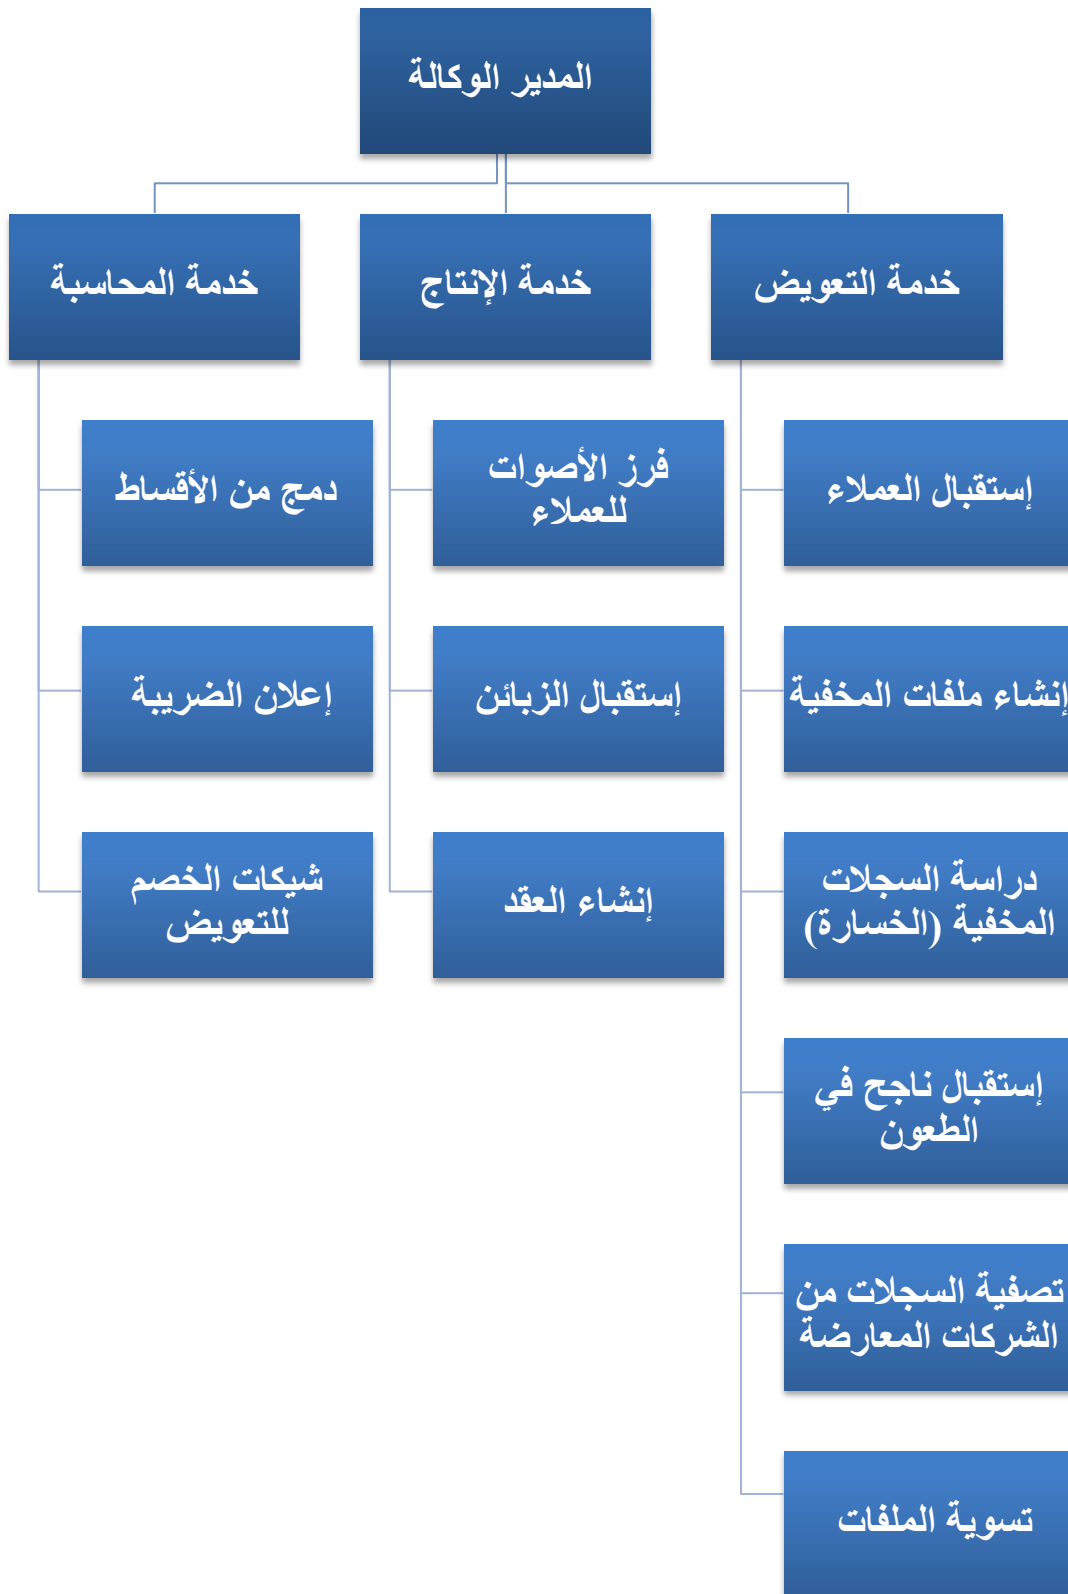 المدير الوكالة
خدمة التعويض
خدمة الإنتاج
خدمة المحاسبة
إستقبال العملاء
إنشاء ملفات المخفية
دراسة السجلات
المخفية (الخسارة)
إستقبال ناجح في
الطعون
تصفية السجلات من
الشركات المعارضة
تسوية الملفات
فرز الأصوات
للعملاء
إستقبال الزبائن
إنشاء العقد
دمج من الأقساط
إعلان الضريبة
شيكات الخصم
للتعويض